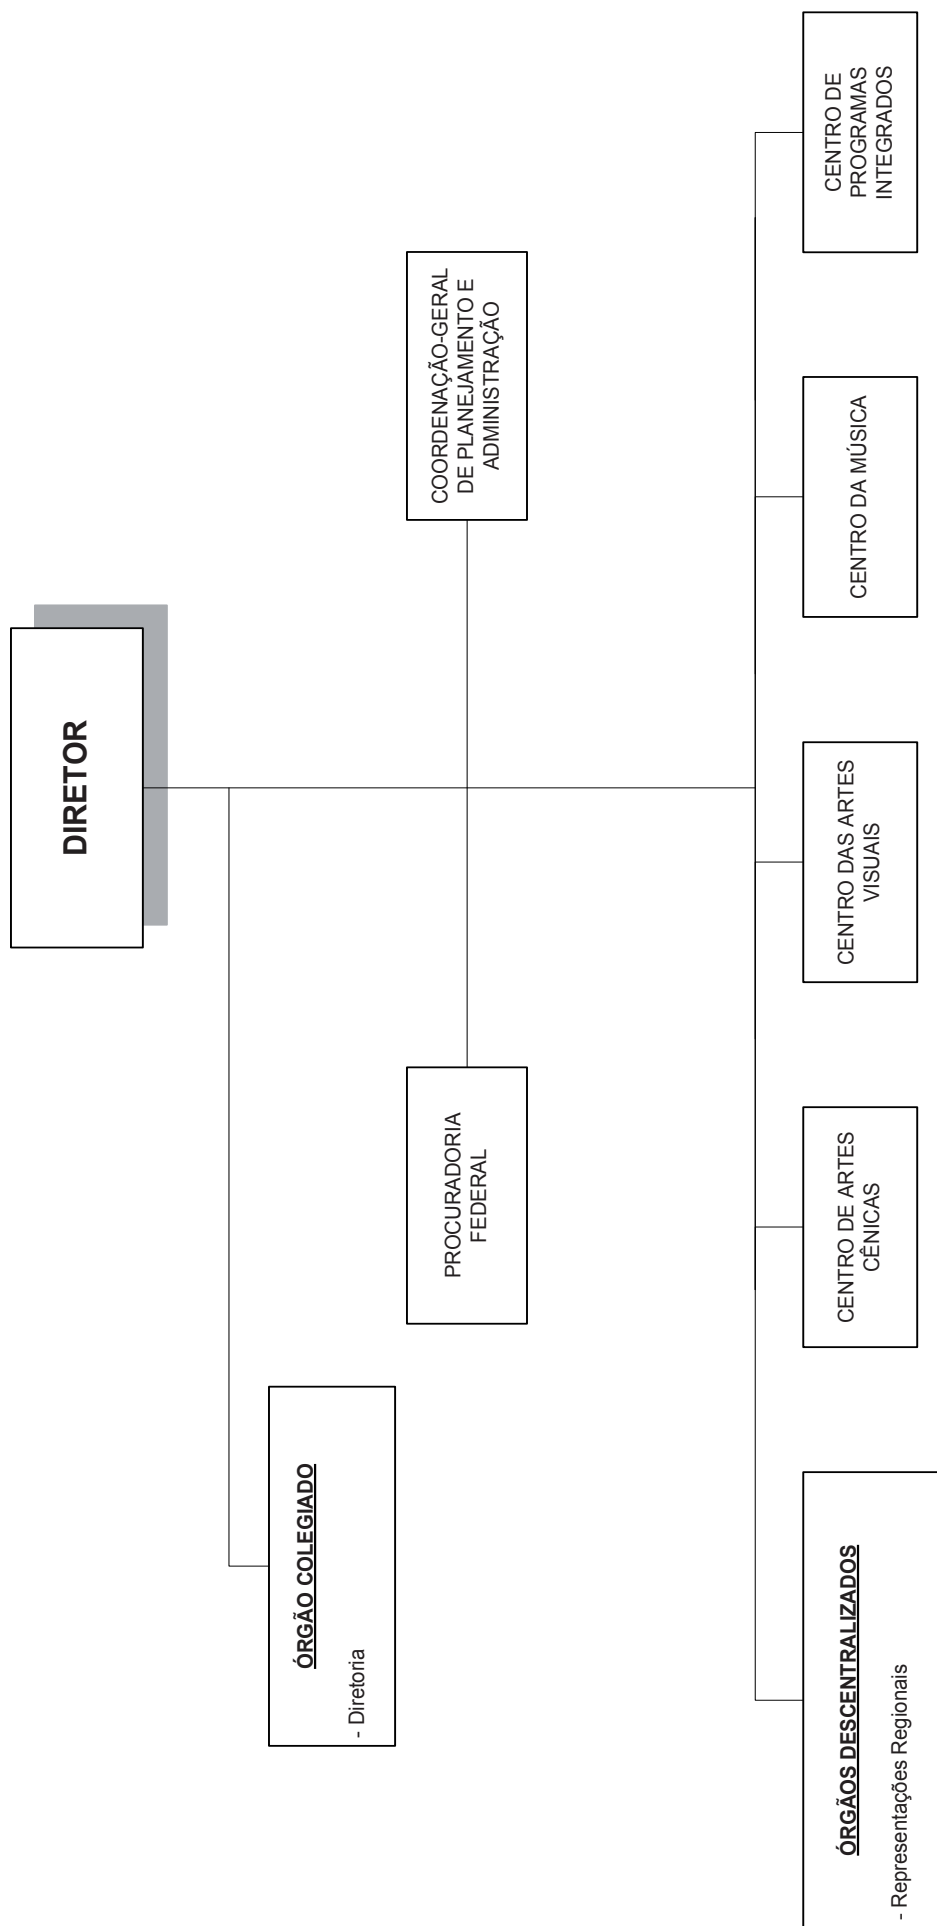 DIRETOR
ÓRGÃO COLEGIADO
- Diretoria
PROCURADORIA
FEDERAL
COORDENAÇÃO-GERAL
DE PLANEJAMENTO E
ADMINISTRAÇÃO
ÓRGÃOS DESCENTRALIZADOS
- Representações Regionais
CENTRO DE ARTES
CÊNICAS
CENTRO DAS ARTES
VISUAIS
CENTRO DA MÚSICA
CENTRO DE
PROGRAMAS
INTEGRADOS